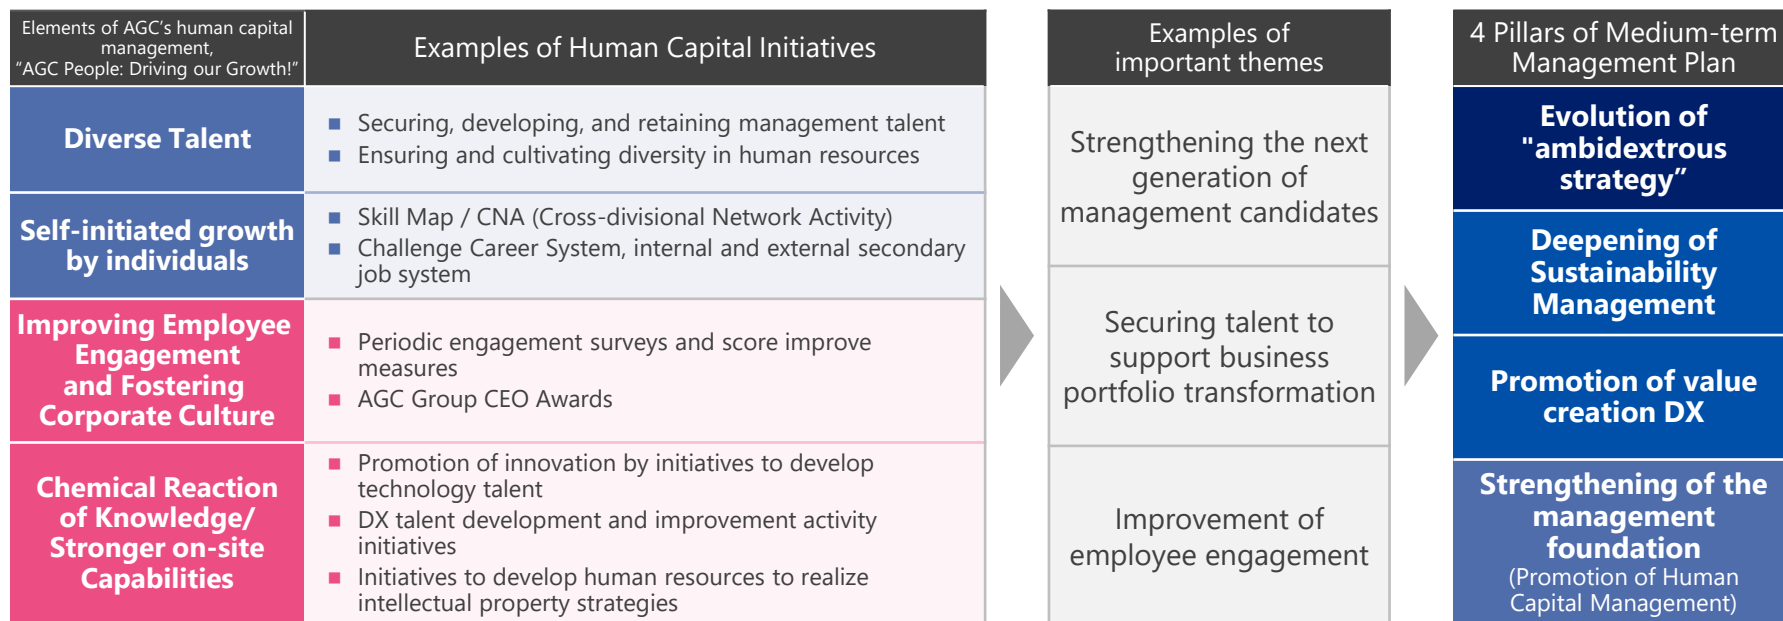 Elements of AGC's human capital
management,
“AGC People: Driving our Growth!”
Examples of Human Capital Initiatives
Diverse Talent
■ Securing, developing, and retaining management talent
■ Ensuring and cultivating diversity in human resources
Self-initiated growth
by individuals
■ Skill Map / CNA (Cross-divisional Network Activity)
■ Challenge Career System, internal and external secondary
job system
Improving Employee
Engagement
and Fostering
Corporate Culture
■ Periodic engagement surveys and score improve
measures
■ AGC Group CEO Awards
Chemical Reaction
of Knowledge/
Stronger on-site
Capabilities
■ Promotion of innovation by initiatives to develop
technology talent
■ DX talent development and improvement activity
initiatives
■ Initiatives to develop human resources to realize
intellectual property strategies
Examples of
important themes
Strengthening the next
generation of
management candidates
Securing talent to
support business
portfolio transformation
Improvement of
employee engagement
4 Pillars of Medium-term
Management Plan
Evolution of
"ambidextrous
strategy”
Deepening of
Sustainability
Management
Promotion of value
creation DX
Strengthening of the
management
foundation
(Promotion of Human
Capital Management)